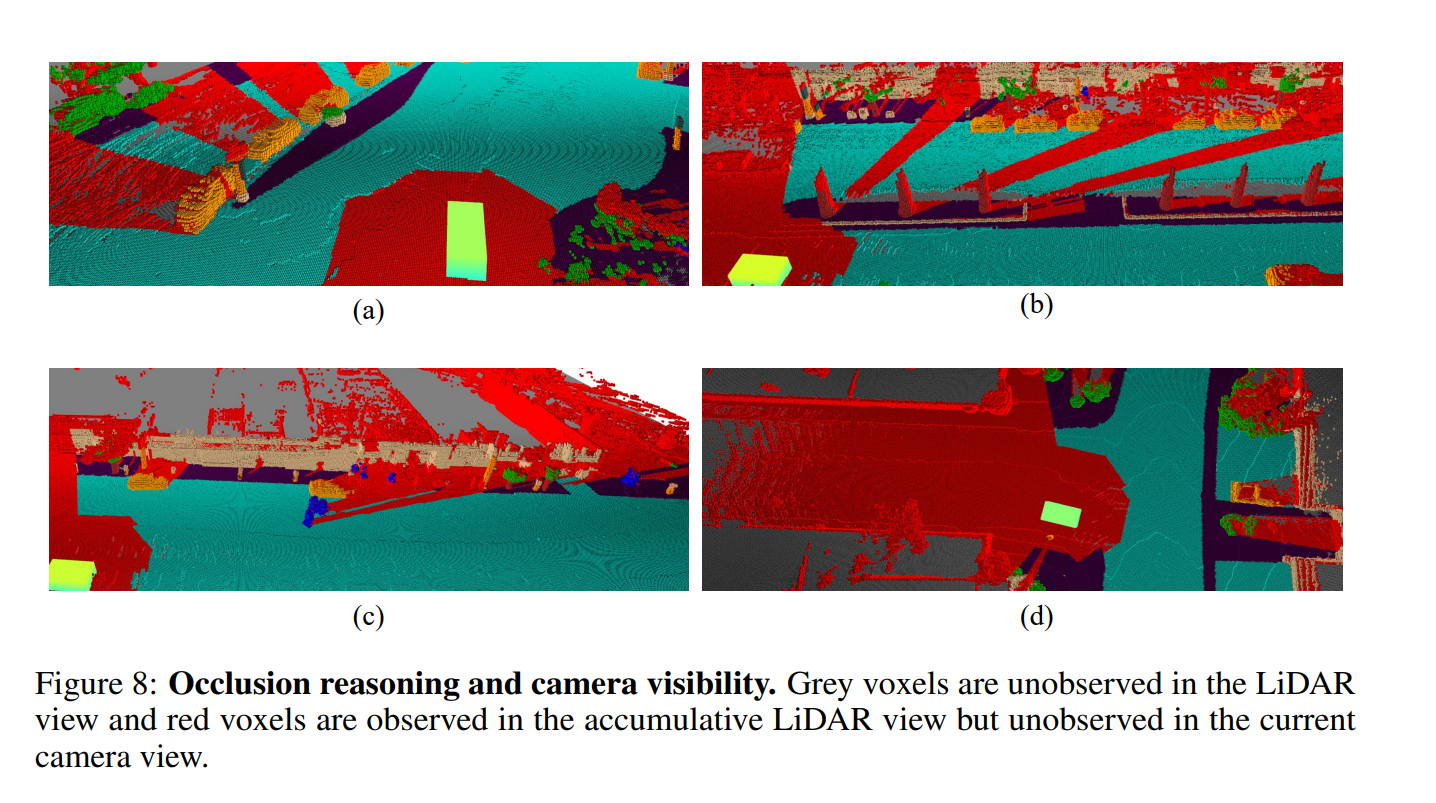 (a)
(b)
(c)
(d)
Figure 8: Occlusion reasoning and camera visibility. Grey voxels are unobserved in the LiDAR
view and red voxels are observed in the accumulative LiDAR view but unobserved in the current
camera view.